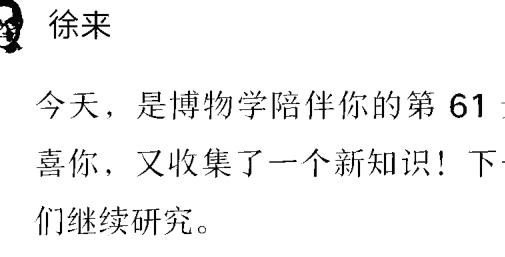 徐来
今天，是博物学陪伴你的第 61
喜你，又收集了一个新知识！下
们继续研究。